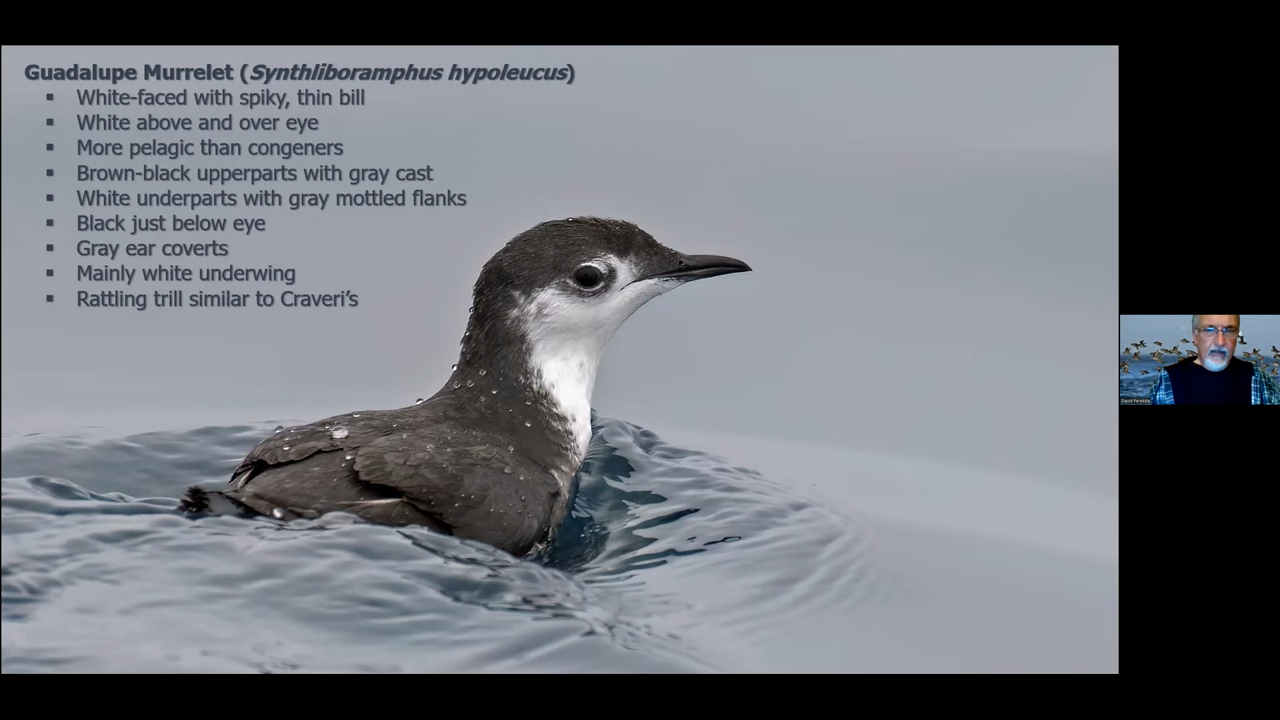 Guadalupe Murrelet (Synthliboramphus hypoleucus)
▪ White-faced with spiky, thin bill
▪ White above and over eye
▪ More pelagic than congeners
▪ Brown-black upperparts with gray cast
▪ White underparts with gray mottled flanks
▪ Black just below eye
▪ Gray ear coverts
▪ Mainly white underwing
▪ Rattling trill similar to Craveri’s
David